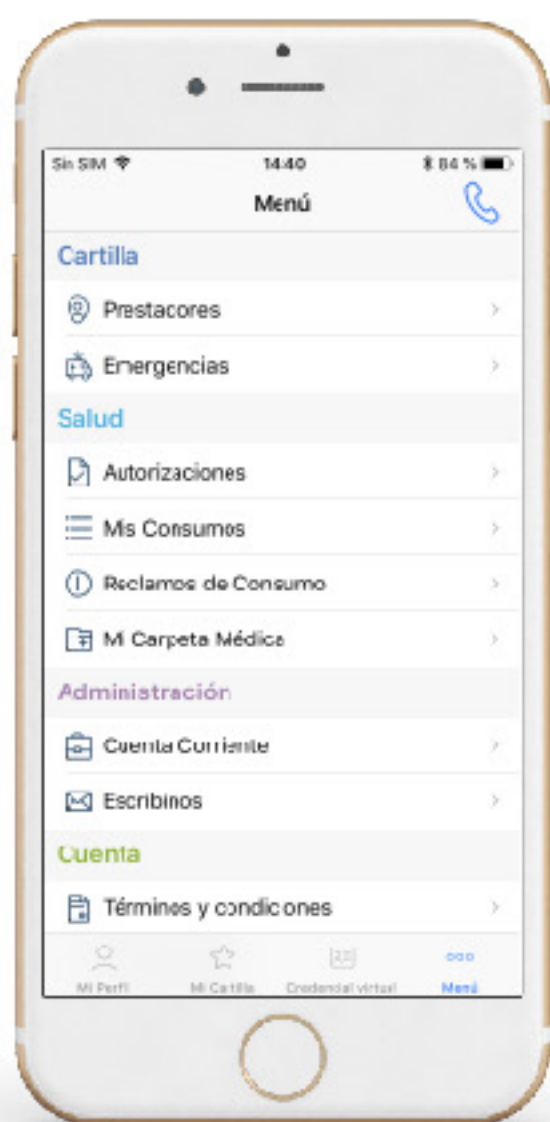 Sin SIM 14:40 84 %
Menú
Cartilla
Prestacores
Emergencias
Salud
Autorizaciones
Mis Consumos
Reclamos de Consumo
Mi Carpeta Médica
Administración
Cuenta Corriente
Escribinos
Cuenta
Términos y condiciones
Mi Perfil Mi Cartilla Credencial virtual Menú